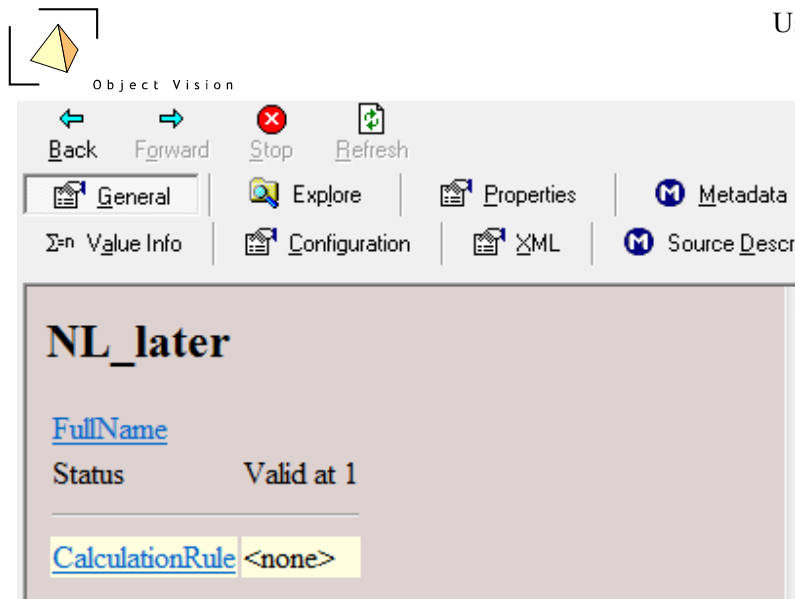 U
Object Vision
Back Forward Stop Refresh
General Explore Properties Metadata
Σ=n Value Info Configuration XML Source Descr
NL_later
FullName
Status Valid at 1
CalculationRule <none>